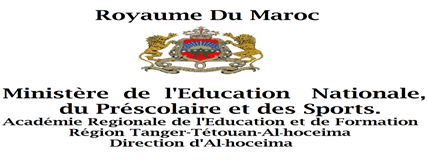 Royaume Du Maroc
Ministère de l'Education Nationale,
du Préscolaire et des Sports.
Académie Regionale de l'Education et de Formation
Région Tanger-Tétouan-Al-hoceima
Direction d'Al-hoceima